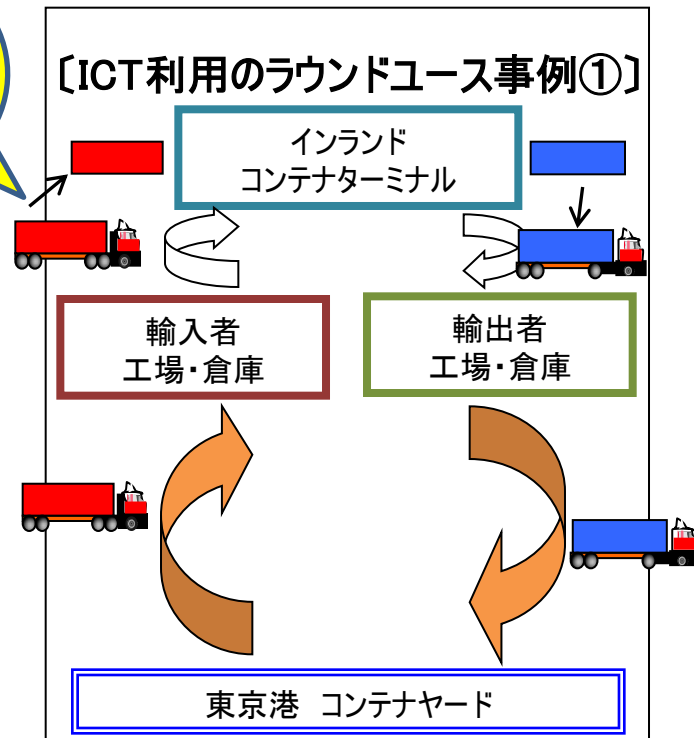 〔ICT利用のラウンドユース事例①〕
インランド
コンテナターミナル
輸入者
工場・倉庫
輸出者
工場・倉庫
東京港 コンテナヤード